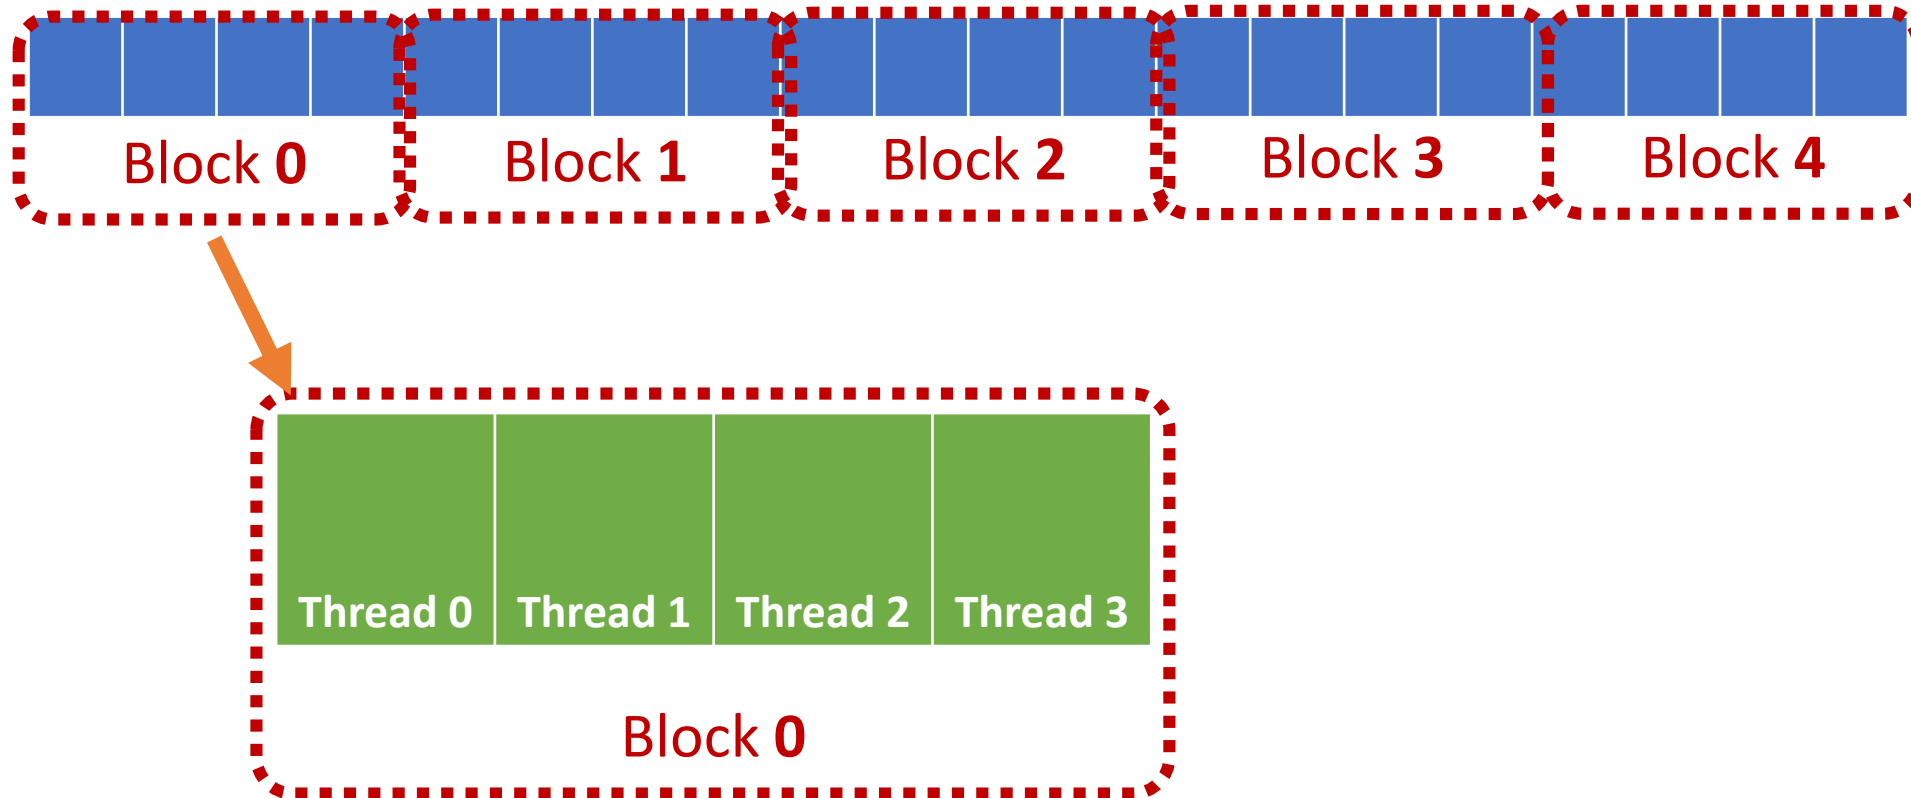 Block 0
Block 1
Block 2
Block 3
Block 4
Thread 0
Thread 1
Thread 2
Thread 3
Block 0